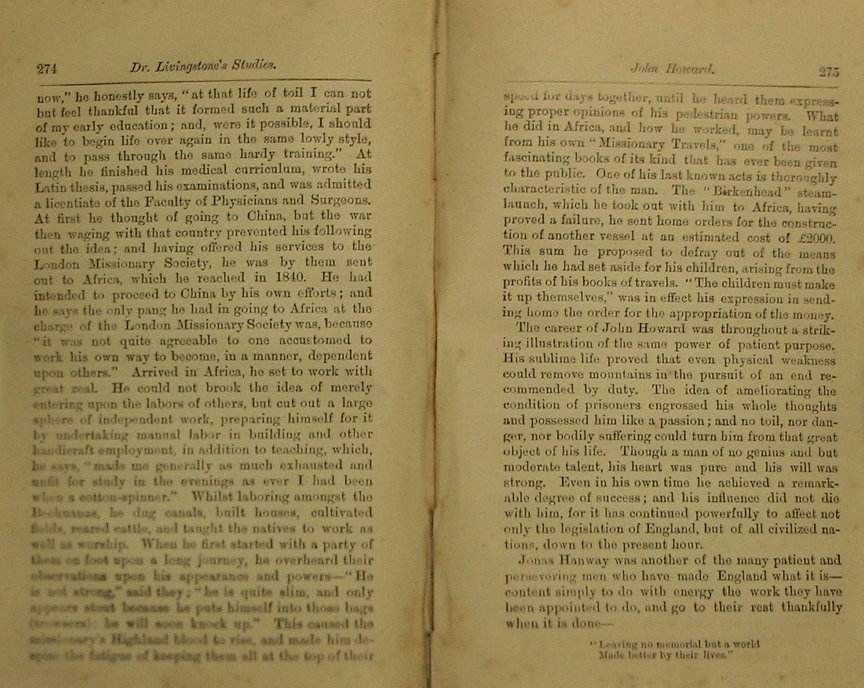 274 Dr. Livingstone's Studies.
now," he honestly says, "at that life of toil I can not
but feel thankful that it formed such a material part
of my early education; and, were it possible, I should
like to begin life over again in the same lowly style,
and to pass through the same hardy training." At
length he finished his medical curriculum, wrote his
Latin thesis, passed his examinations, and was admitted
a licentiate of the Faculty of Physicians and Surgeons.
At first he thought of going to China, but the war
then waging with that country prevented his following
out the idea; and having offered his services to the
London Missionary Society, he was by them sent
out to Africa, which he reached in 1840. He had
intended to proceed to China by his own efforts; and
he says the only pang he had in going to Africa at the
charge of the London Missionary Society was, because
"it was not quite agreeable to one accustomed to
work his own way to become, in a manner, dependent
upon others." Arrived in Africa, he set to work with
great zeal. He could not brook the idea of merely
entering upon the labors of others, but cut out a large
sphere of independent work, preparing himself for it
by undertaking manual labor in building and other
handicraft employment, in addition to teaching, which,
he says, "made me generally as much exhausted and
unfit for study in the evenings as ever I had been
when a cotton-spinner." Whilst laboring amongst the
Bechuanas, he dug canals, built houses, cultivated
fields, reared cattle, and taught the natives to work as
well as worship. When he first started with a party of
them on foot upon a long journey, he overheard their
observations upon his appearance and powers—"He
is not strong," said they; "he is quite slim, and only
appears stout because he puts himself into those bags
(trowsers): he will soon knock up." This caused the
missionary's Highland blood to rise, and made him de-
spise the fatigue of keeping them all at the top of their
John Howard. 275
speed for days together, until he heard them express-
ing proper opinions of his pedestrian powers. What
he did in Africa, and how he worked, may be learnt
from his own "Missionary Travels," one of the most
fascinating books of its kind that has ever been given
to the public. One of his last known acts is thoroughly
characteristic of the man. The "Birkenhead" steam-
launch, which he took out with him to Africa, having
proved a failure, he sent home orders for the construc-
tion of another vessel at an estimated cost of £2000.
This sum he proposed to defray out of the means
which he had set aside for his children, arising from the
profits of his books of travels. "The children must make
it up themselves," was in effect his expression in send-
ing home the order for the appropriation of the money.
The career of John Howard was throughout a strik-
ing illustration of the same power of patient purpose.
His sublime life proved that even physical weakness
could remove mountains in the pursuit of an end re-
commended by duty. The idea of ameliorating the
condition of prisoners engrossed his whole thoughts
and possessed him like a passion; and no toil, nor dan-
ger, nor bodily suffering could turn him from that great
object of his life. Though a man of no genius and but
moderate talent, his heart was pure and his will was
strong. Even in his own time he achieved a remark-
able degree of success; and his influence did not die
with him, for it has continued powerfully to affect not
only the legislation of England, but of all civilized na-
tions, down to the present hour.
Jonas Hanway was another of the many patient and
persevering men who have made England what it is—
content simply to do with energy the work they have
been appointed to do, and go to their rest thankfully
when it is done—
"Leaving no memorial but a world
Made better by their lives."